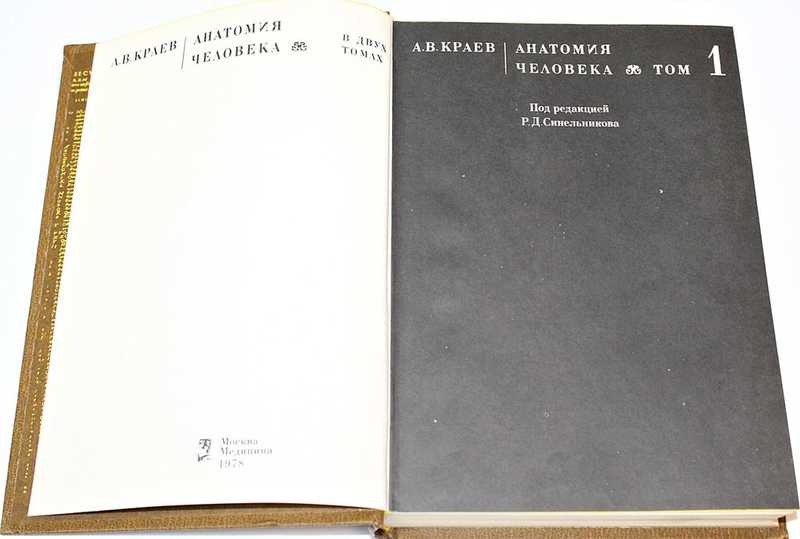 А.В.КРАЕВ
АНАТОМИЯ
ЧЕЛОВЕКА
В ДВУХ
ТОМАХ
Москва
Медицина
1978
А.В.КРАЕВ
АНАТОМИЯ
ЧЕЛОВЕКА ТОМ 1
Под редакцией
Р.Д.Синельникова